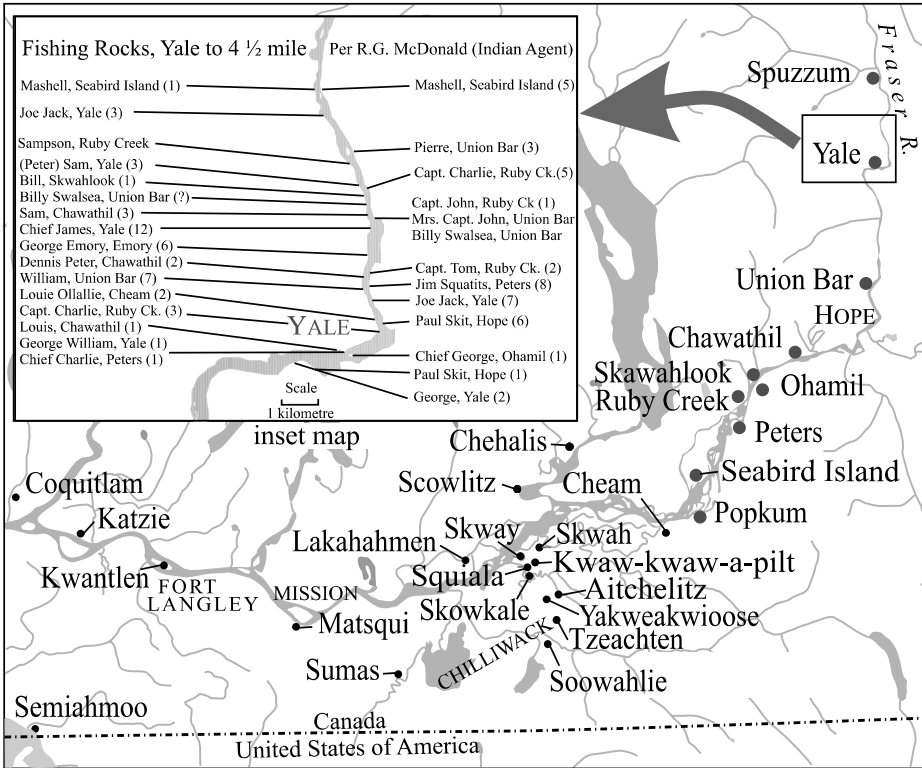 Fishing Rocks, Yale to 4 ½ mile
Per R.G. McDonald (Indian Agent)
Mashell, Seabird Island (1)
Joe Jack, Yale (3)
Sampson, Ruby Creek
(Peter) Sam, Yale (3)
Bill, Skwahlook (1)
Billy Swalsea, Union Bar (?)
Sam, Chawathil (3)
Chief James, Yale (12)
George Emory, Emory (6)
Dennis Peter, Chawathil (2)
William, Union Bar (7)
Louie Ollallie, Cheam (2)
Capt. Charlie, Ruby Ck. (3)
Louis, Chawathil (1)
George William, Yale (1)
Chief Charlie, Peters (1)
Mashell, Seabird Island (5)
Pierre, Union Bar (3)
Capt. Charlie, Ruby Ck.(5)
Capt. John, Ruby Ck (1)
Mrs. Capt. John, Union Bar
Billy Swalsea, Union Bar
Capt. Tom, Ruby Ck. (2)
Jim Squatits, Peters (8)
Joe Jack, Yale (7)
Paul Skit, Hope (6)
Chief George, Ohamil (1)
Paul Skit, Hope (1)
George, Yale (2)
YALE
Scale
1 kilometre
inset map
Fraser R.
Spuzzum
Yale
Union Bar
HOPE
Chawathil
Skawahlook
Ruby Creek
Ohamil
Peters
Seabird Island
Popkum
Chehalis
Scowlitz
Cheam
Coquitlam
Katzie
Kwantlen
FORT
LANGLEY
MISSION
Matsqui
Lakahahmen
Skway
Skwah
Squiala
Kwaw-kwaw-a-pilt
Skowkale
Aitchelitz
Yakweakwioose
Tzeachten
CHILLIWACK
Soowahlie
Sumas
Semiahmoo
Canada
United States of America